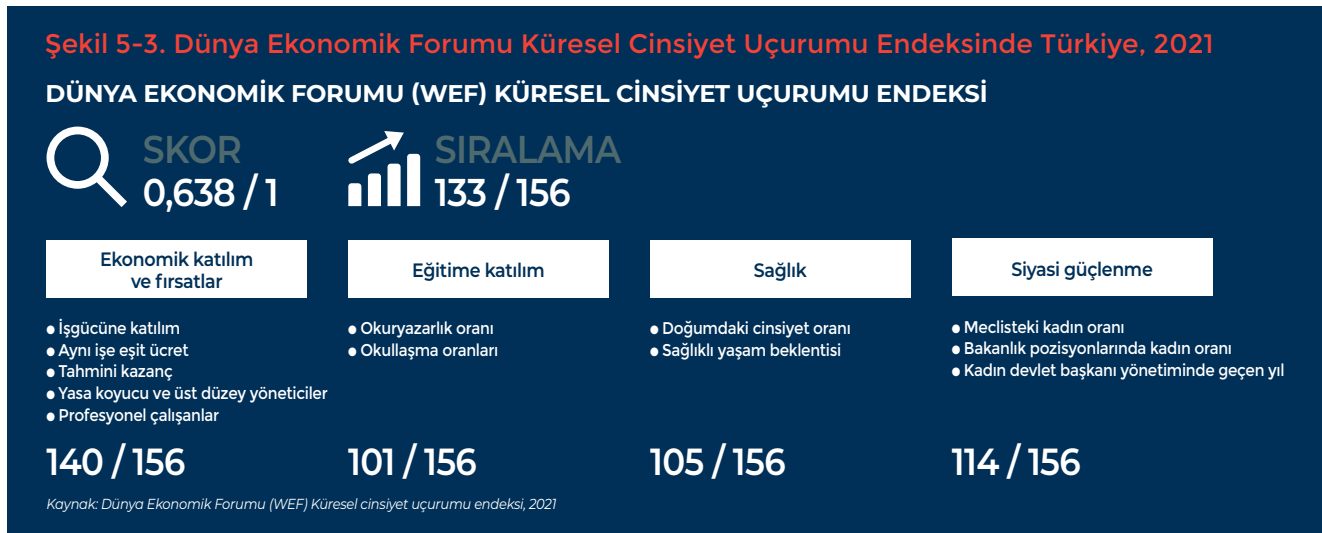 Şekil 5-3. Dünya Ekonomik Forumu Küresel Cinsiyet Uçurumu Endeksinde Türkiye, 2021
DÜNYA EKONOMİK FORUMU (WEF) KÜRESEL CİNSİYET UÇURUMU ENDEKSİ
SKOR
0,638 / 1
SIRALAMA
133 / 156
Ekonomik katılım
ve fırsatlar
• İşgücüne katılım
• Aynı işe eşit ücret
• Tahmini kazanç
• Yasa koyucu ve üst düzey yöneticiler
• Profesyonel çalışanlar
140 / 156
Eğitime katılım
• Okuryazarlık oranı
• Okullaşma oranları
101 / 156
Sağlık
• Doğumdaki cinsiyet oranı
• Sağlıklı yaşam beklentisi
105 / 156
Siyasi güçlenme
• Meclisteki kadın oranı
• Bakanlık pozisyonlarında kadın oranı
• Kadın devlet başkanı yönetiminde geçen yıl
114 / 156
Kaynak: Dünya Ekonomik Forumu (WEF) Küresel cinsiyet uçurumu endeksi, 2021